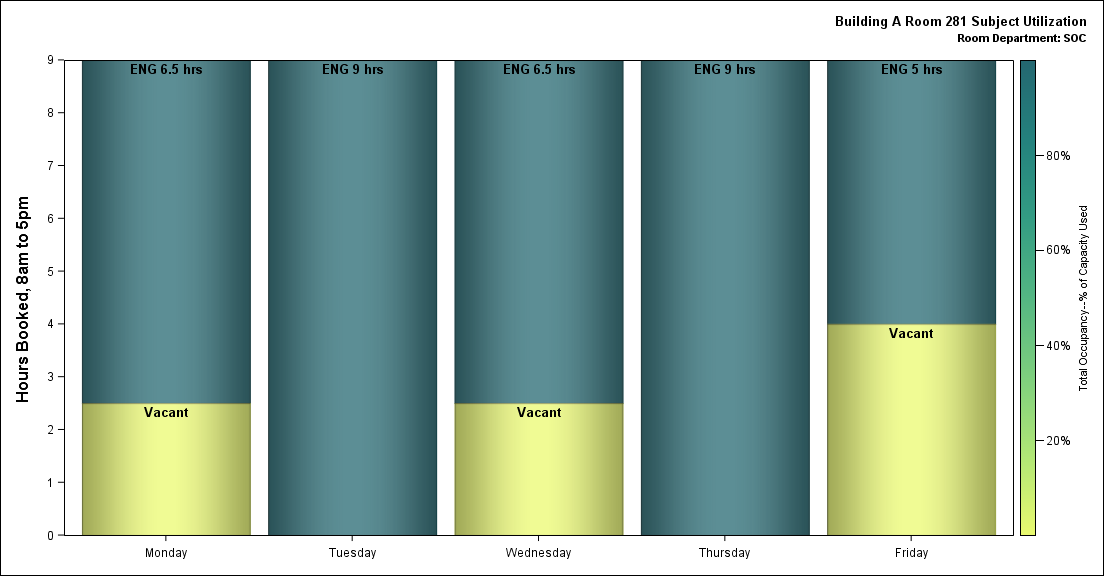 Building A Room 281 Subject Utilization
Room Department: SOC
Hours Booked, 8am to 5pm
9
8
7
6
5
4
3
2
1
0
ENG 6.5 hrs
ENG 9 hrs
ENG 6.5 hrs
ENG 9 hrs
ENG 5 hrs
Vacant
Vacant
Vacant
Monday
Tuesday
Wednesday
Thursday
Friday
80%
60%
40%
20%
Total Occupancy--% of Capacity Used